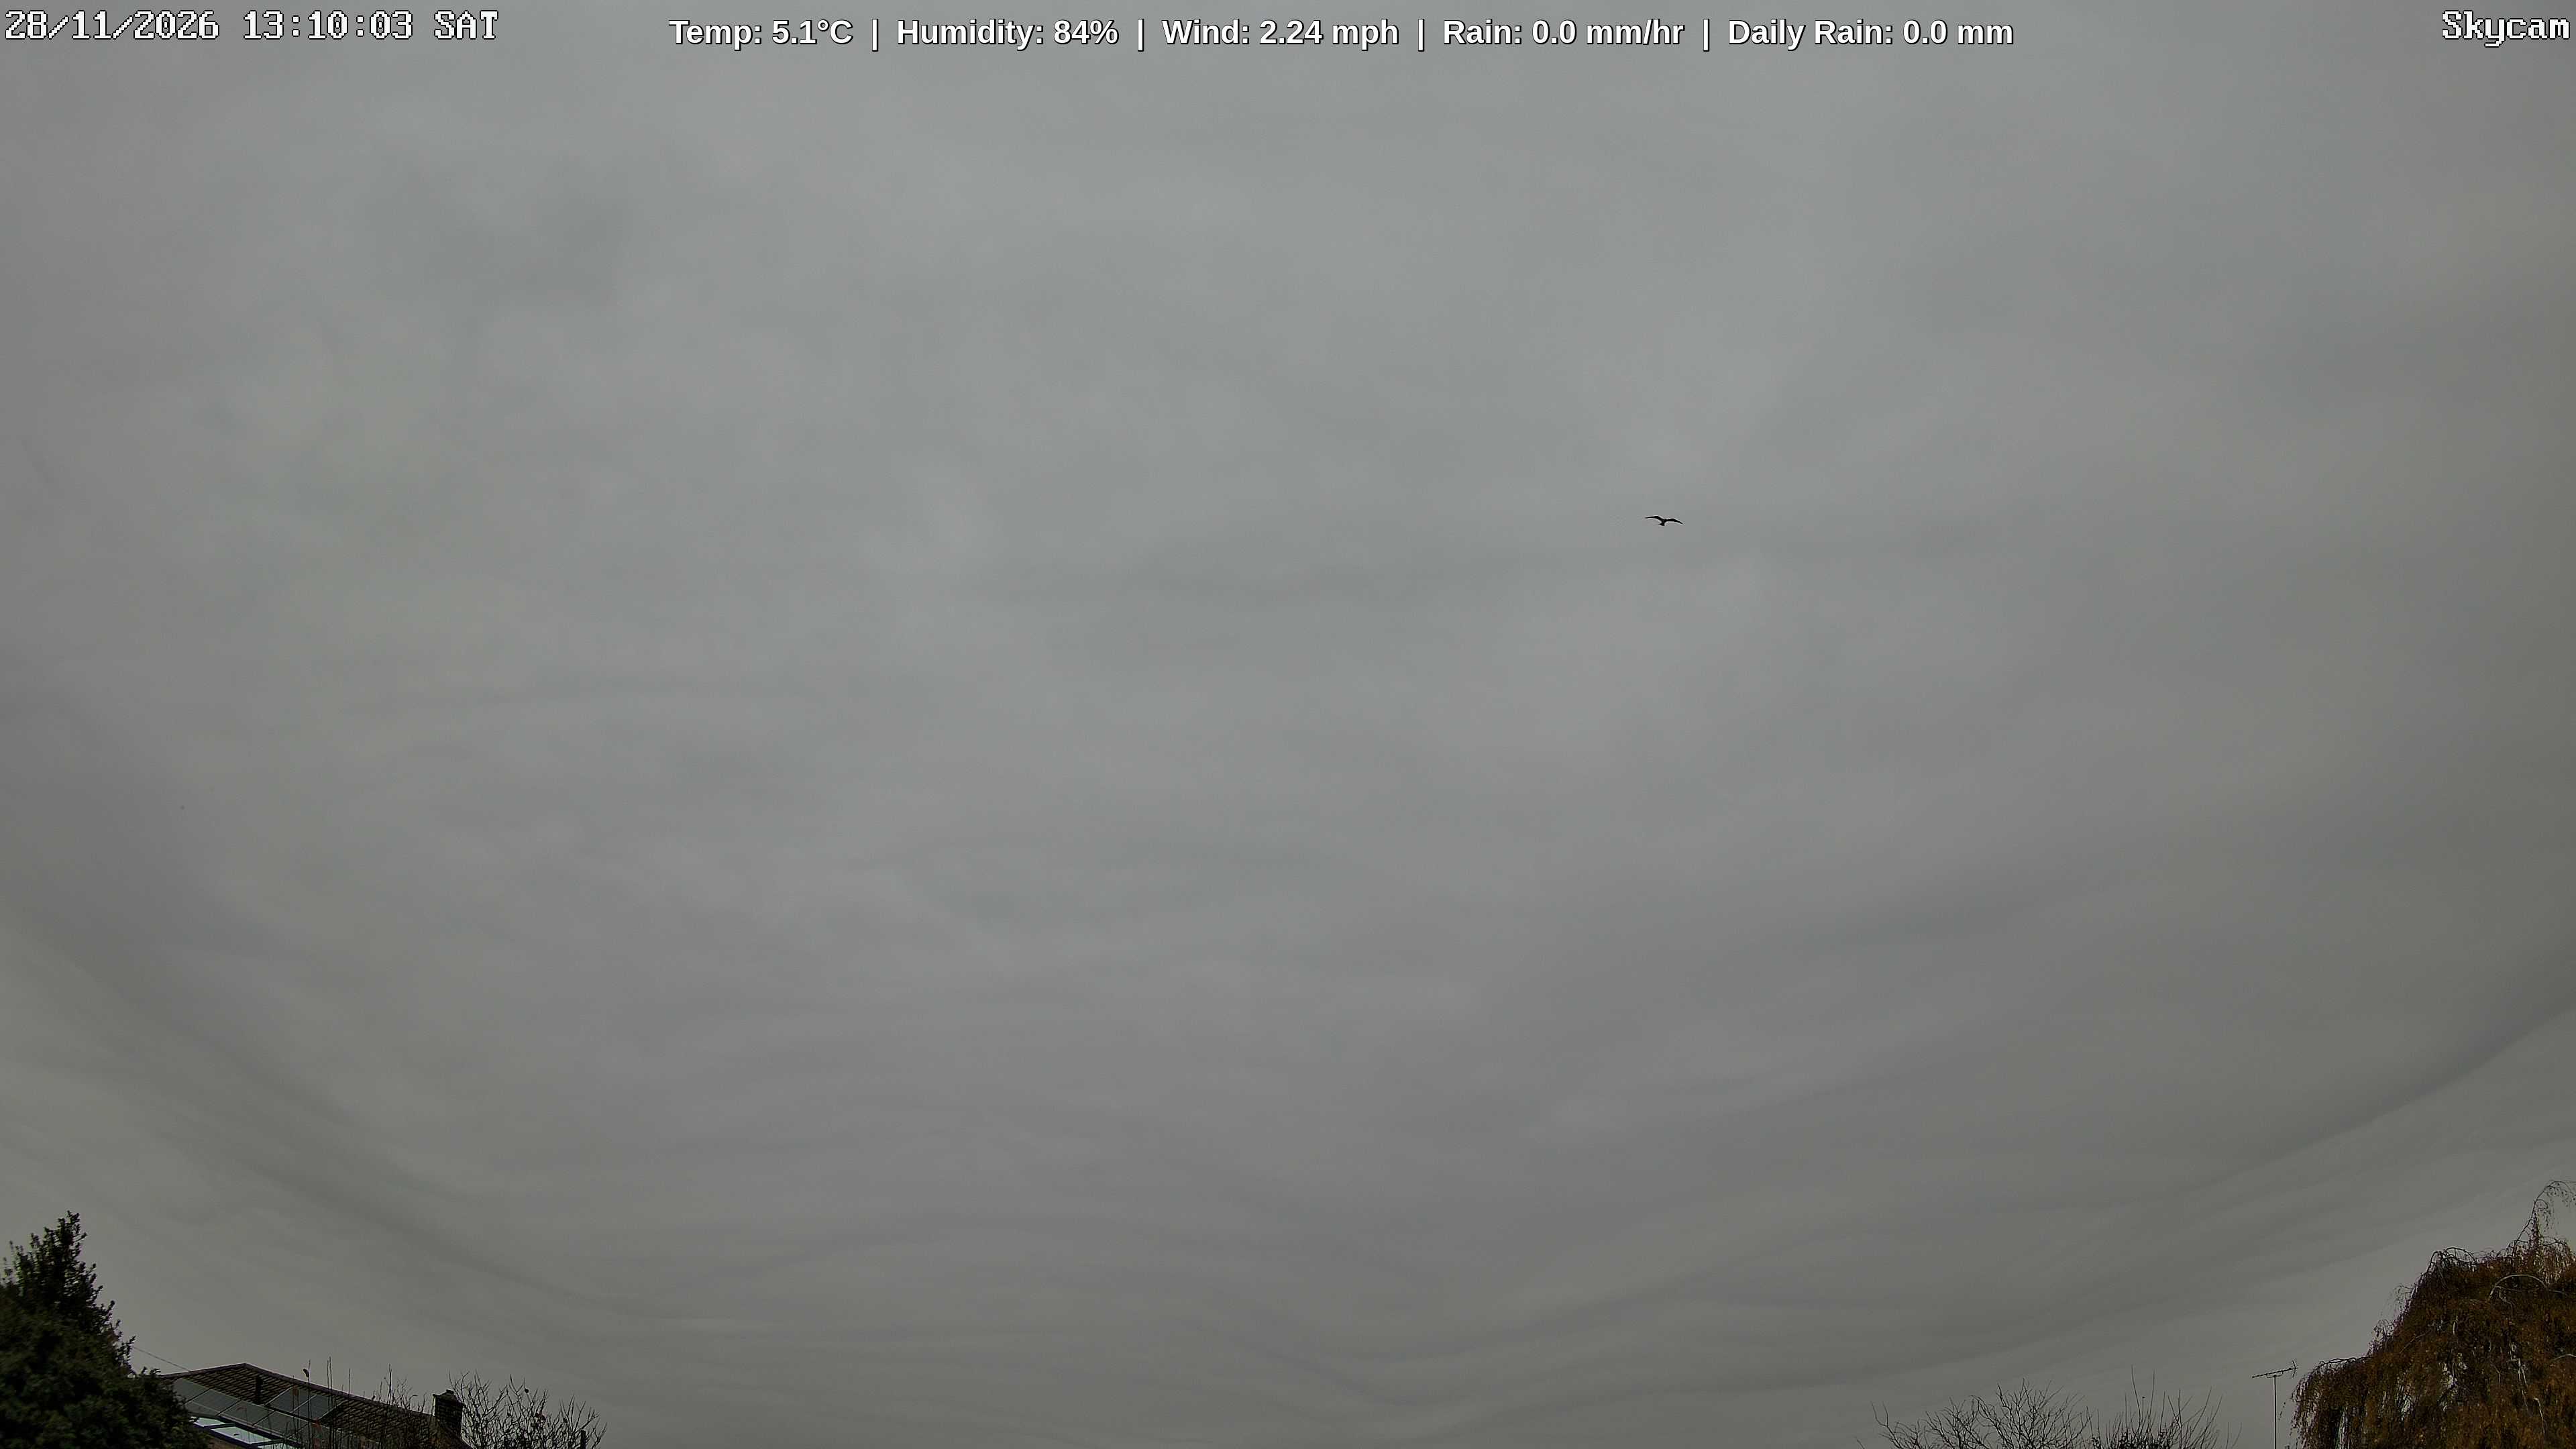 28/11/2026 13:10:03 SAT
Temp: 5.1°C | Humidity: 84% | Wind: 2.24 mph | Rain: 0.0 mm/hr | Daily Rain: 0.0 mm
Skycam